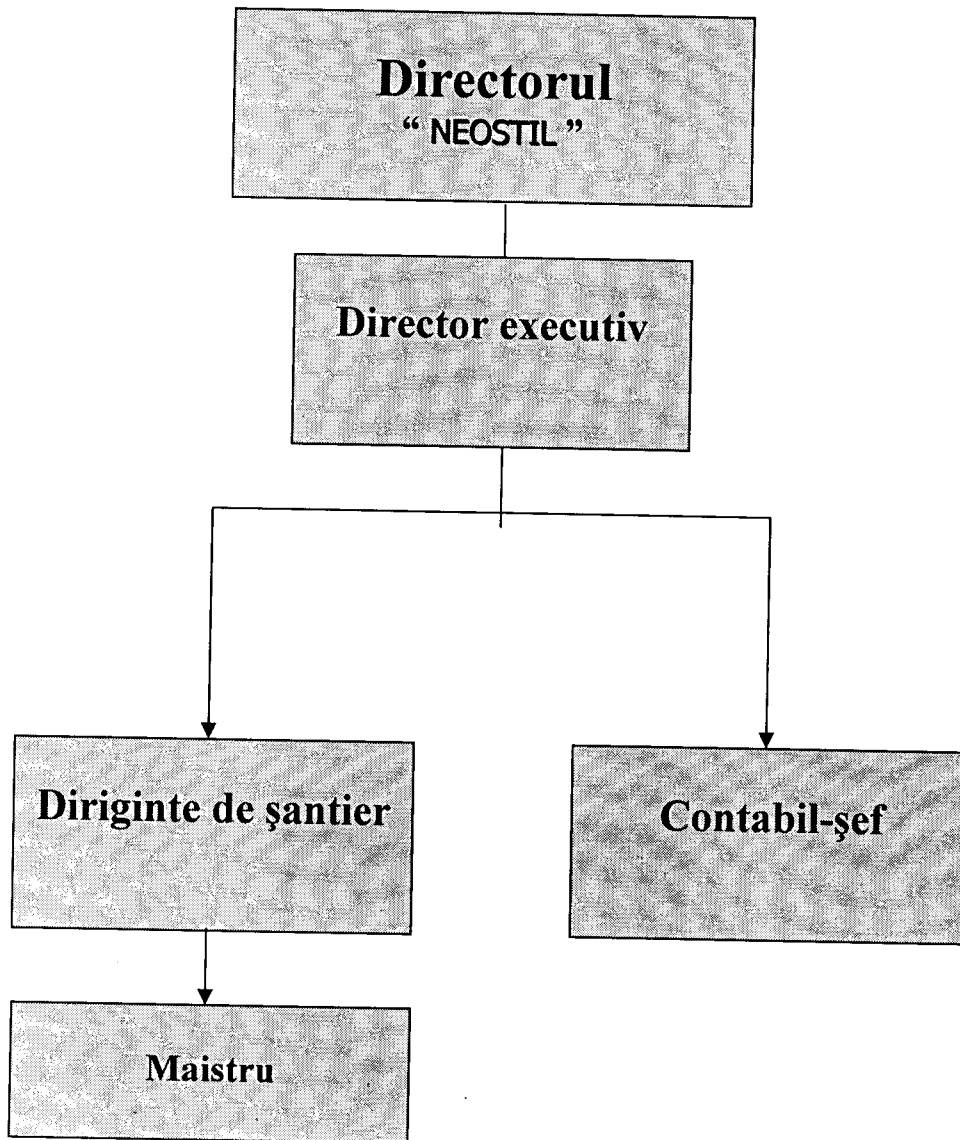 Directorul
“ NEOSTIL ”
Director executiv
Diriginte de şantier
Contabil-şef
Maistru